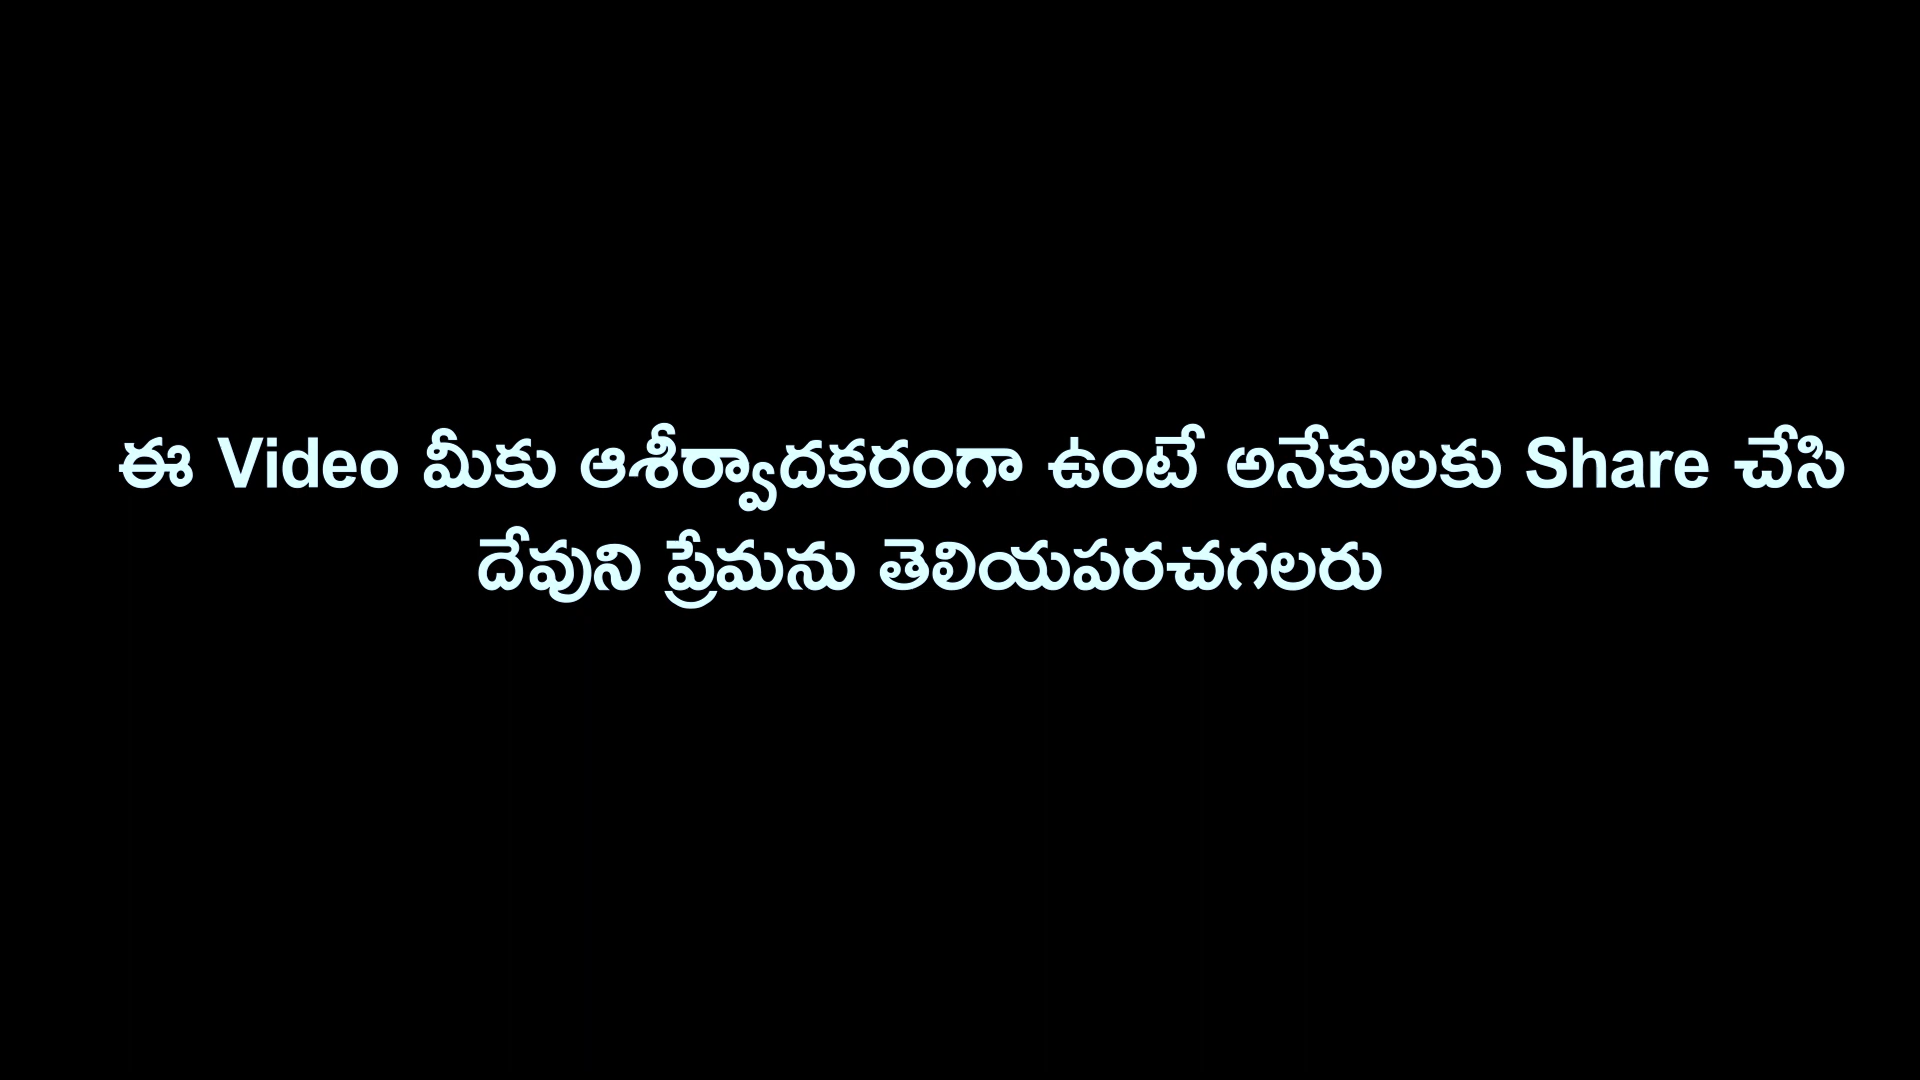 ఈ Video మీకు ఆశీర్వాదకరంగా ఉంటే అనేకులకు Share చేసి
దేవుని ప్రేమను తెలియపరచగలరు